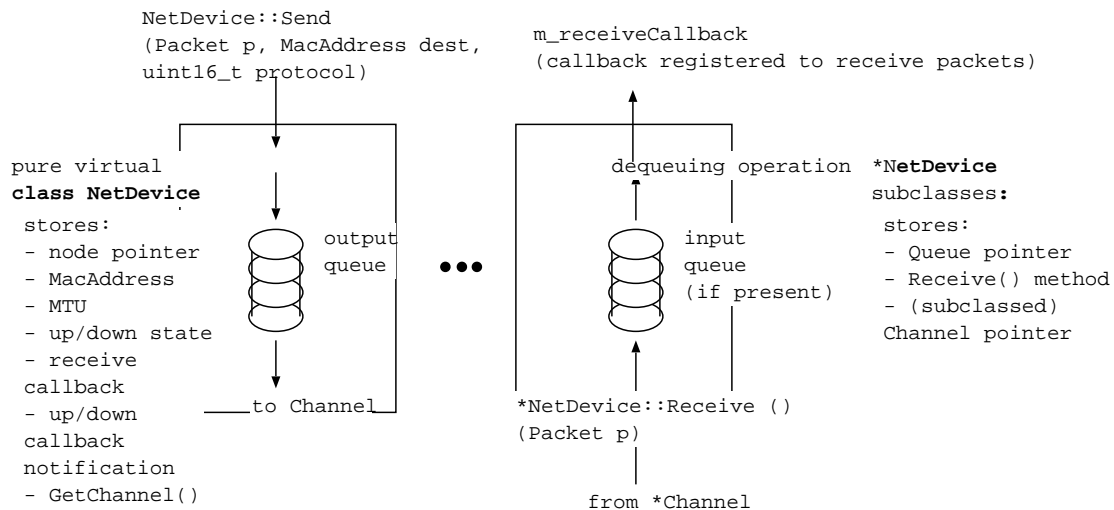 NetDevice::Send
(Packet p, MacAddress dest,
uint16_t protocol)
m_receiveCallback
(callback registered to receive packets)
pure virtual
class NetDevice
stores:
- node pointer
- MacAddress
- MTU
- up/down state
- receive
callback
- up/down
callback
notification
- GetChannel()
output
queue
to Channel
dequeuing operation
input
queue
(if present)
*NetDevice::Receive ()
(Packet p)
from *Channel
*NetDevice
subclasses:
stores:
- Queue pointer
- Receive() method
- (subclassed)
Channel pointer